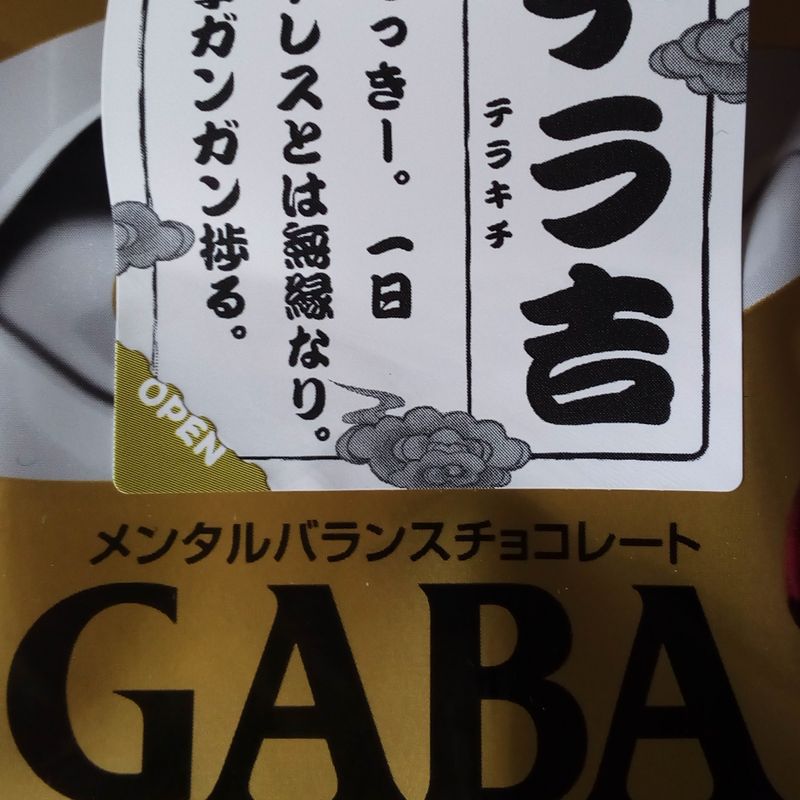 ラ吉
テラキチ
っきー。一日
レスとは無縁なり。
ガンガン捗る。
OPEN
メンタルバランスチョコレート
GABA